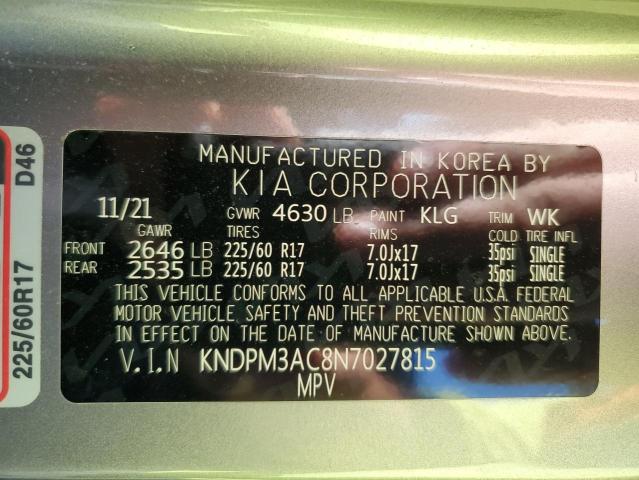 MANUFACTURED IN KOREA BY
KIA CORPORATION
11/21 GVWR 4630 LB PAINT KLG TRIM WK
GAWR TIRES RIMS COLD TIRE INFL
FRONT 2646 LB 225/60 R17 7.0Jx17 35psi SINGLE
REAR 2535 LB 225/60 R17 7.0Jx17 35psi SINGLE
THIS VEHICLE CONFORMS TO ALL APPLICABLE U.S.A. FEDERAL
MOTOR VEHICLE, SAFETY AND THEFT PREVENTION STANDARDS
IN EFFECT ON THE DATE OF MANUFACTURE SHOWN ABOVE.
V.I.N KNDPM3AC8N7027815
MPV
225/60R17 D46